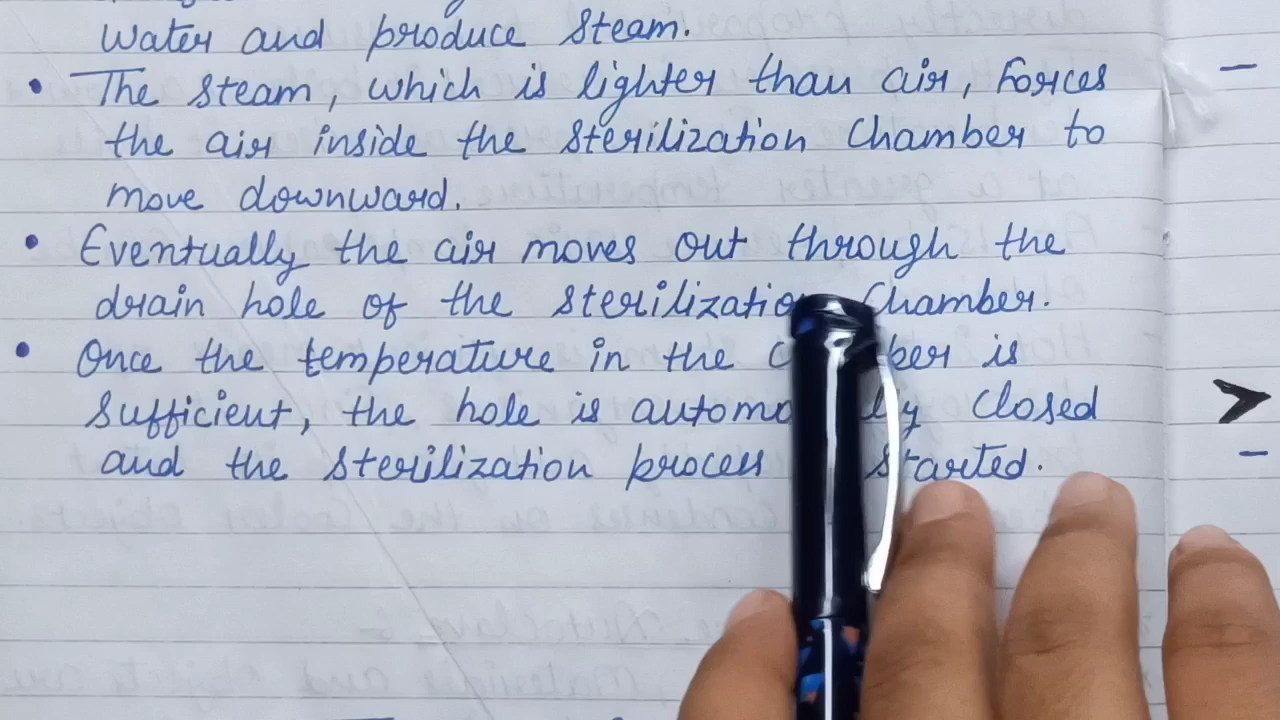 Water and produce steam.
• The steam, which is lighter than air, Forces
the air inside the sterilization Chamber to
move downward.
• Eventually the air moves out through the
drain hole of the sterilization Chamber.
• Once the temperature in the is
sufficient, the hole is closed
and the sterilization process started.